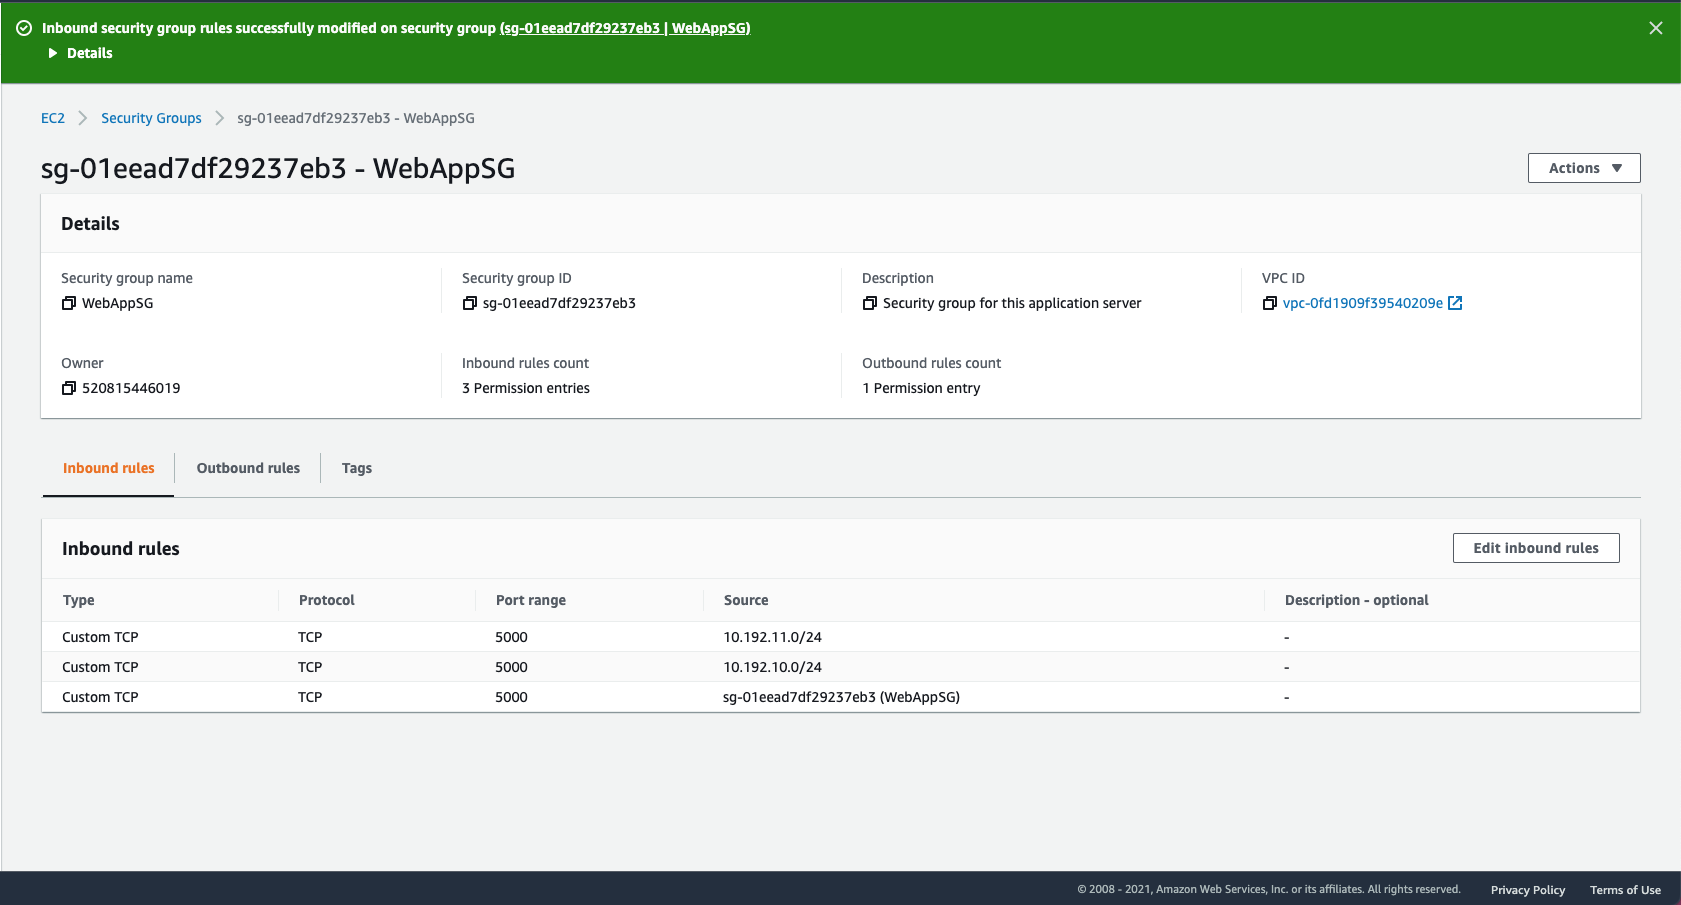 Inbound security group rules successfully modified on security group (sg-01eead7df29237eb3 | WebAppSG)
Details
EC2 Security Groups sg-01eead7df29237eb3 - WebAppSG
sg-01eead7df29237eb3 - WebAppSG
Actions
Details
Security group name Security group ID Description VPC ID
WebAppSG sg-01eead7df29237eb3 Security group for this application server vpc-0fd1909f39540209e
Owner Inbound rules count Outbound rules count
520815446019 3 Permission entries 1 Permission entry
Inbound rules Outbound rules Tags
Inbound rules Edit inbound rules
Type Protocol Port range Source Description - optional
Custom TCP TCP 5000 10.192.11.0/24 -
Custom TCP TCP 5000 10.192.10.0/24 -
Custom TCP TCP 5000 sg-01eead7df29237eb3 (WebAppSG) -
© 2008 - 2021, Amazon Web Services, Inc. or its affiliates. All rights reserved. Privacy Policy Terms of Use